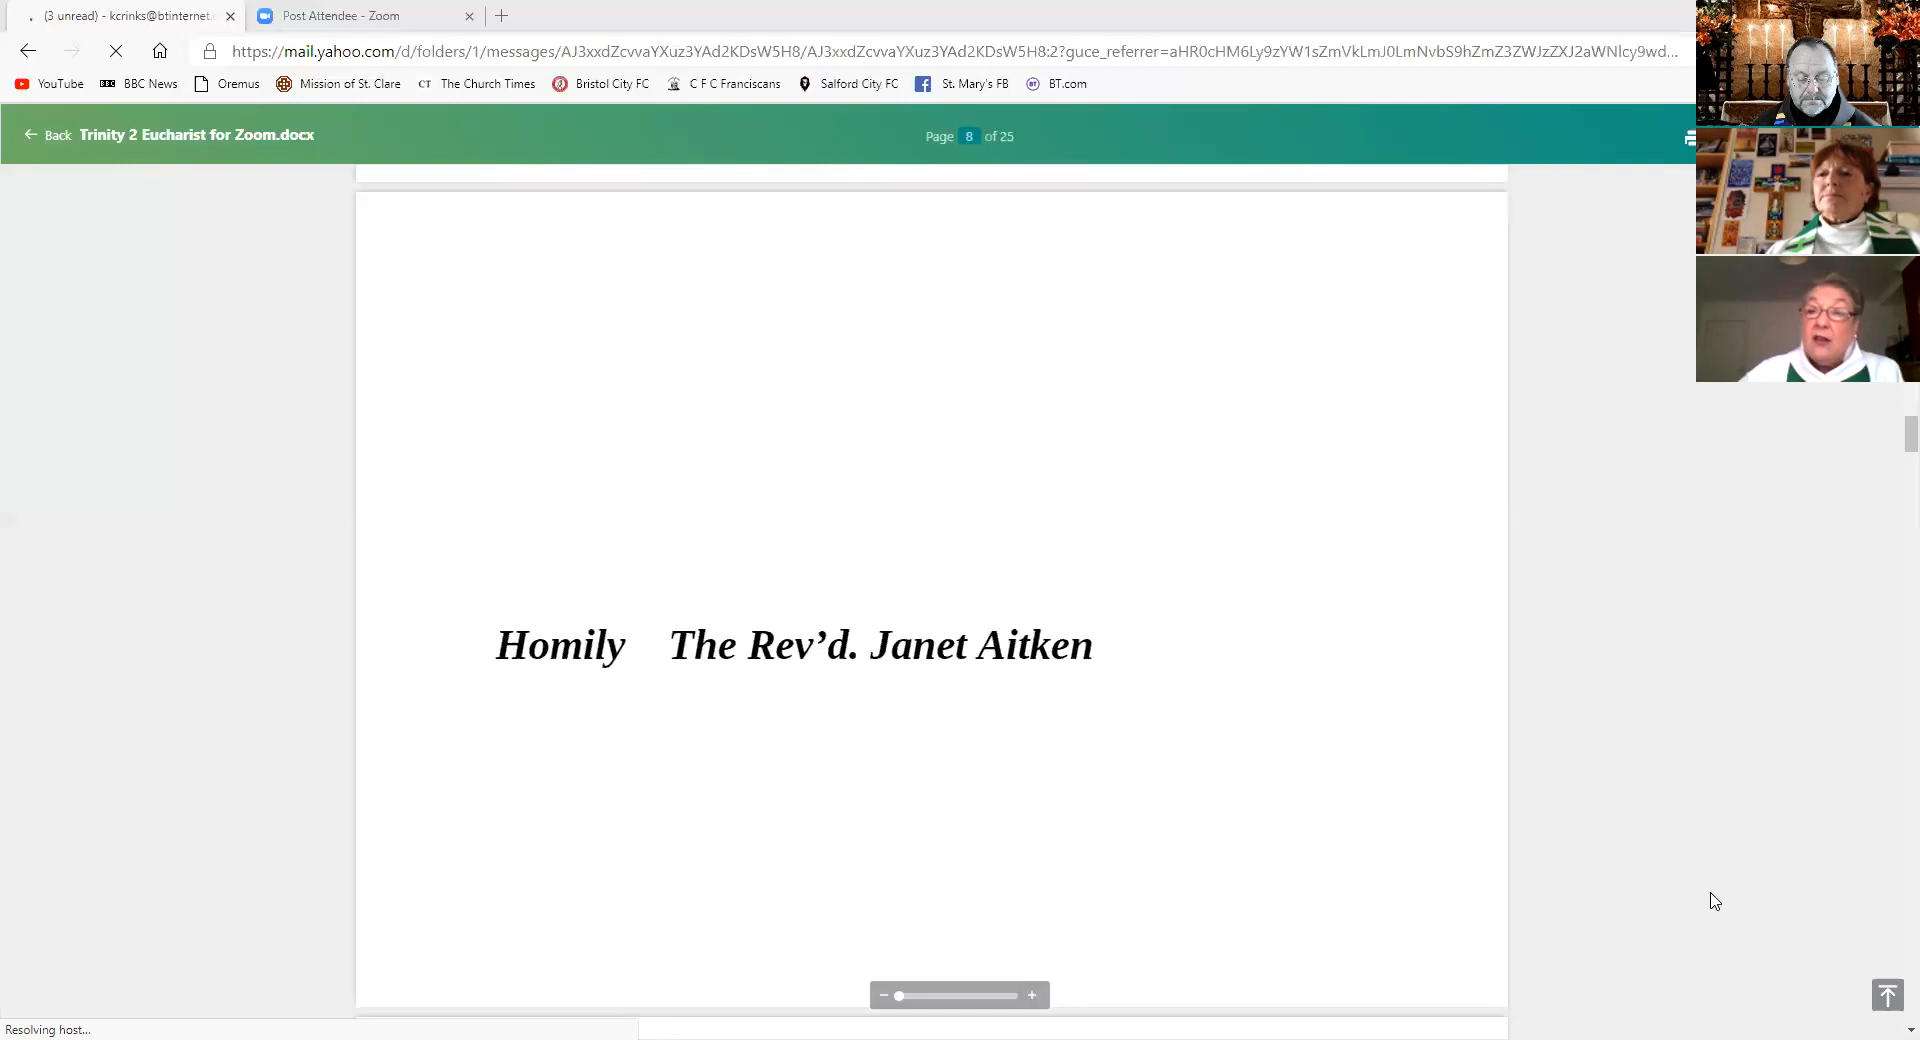 (3 unread) - kcrinks@btinternet.
Post Attendee - Zoom
https://mail.yahoo.com/d/folders/1/messages/AJ3xxdZcvvaYXuz3YAd2KDsW5H8/AJ3xxdZcvvaYXuz3YAd2KDsW5H8:2?guce_referrer=aHR0cHM6Ly9zYW1sZmVkLmJ0LmNvbS9hZmZ3ZWJzZXJ2aWNlcy9wd...
YouTube BBC BBC News Oremus Mission of St. Clare CT The Church Times Bristol City FC C F C Franciscans Salford City FC St. Mary's FB BT BT.com
Back Trinity 2 Eucharist for Zoom.docx Page 8 of 25
Homily The Rev’d. Janet Aitken
Resolving host...